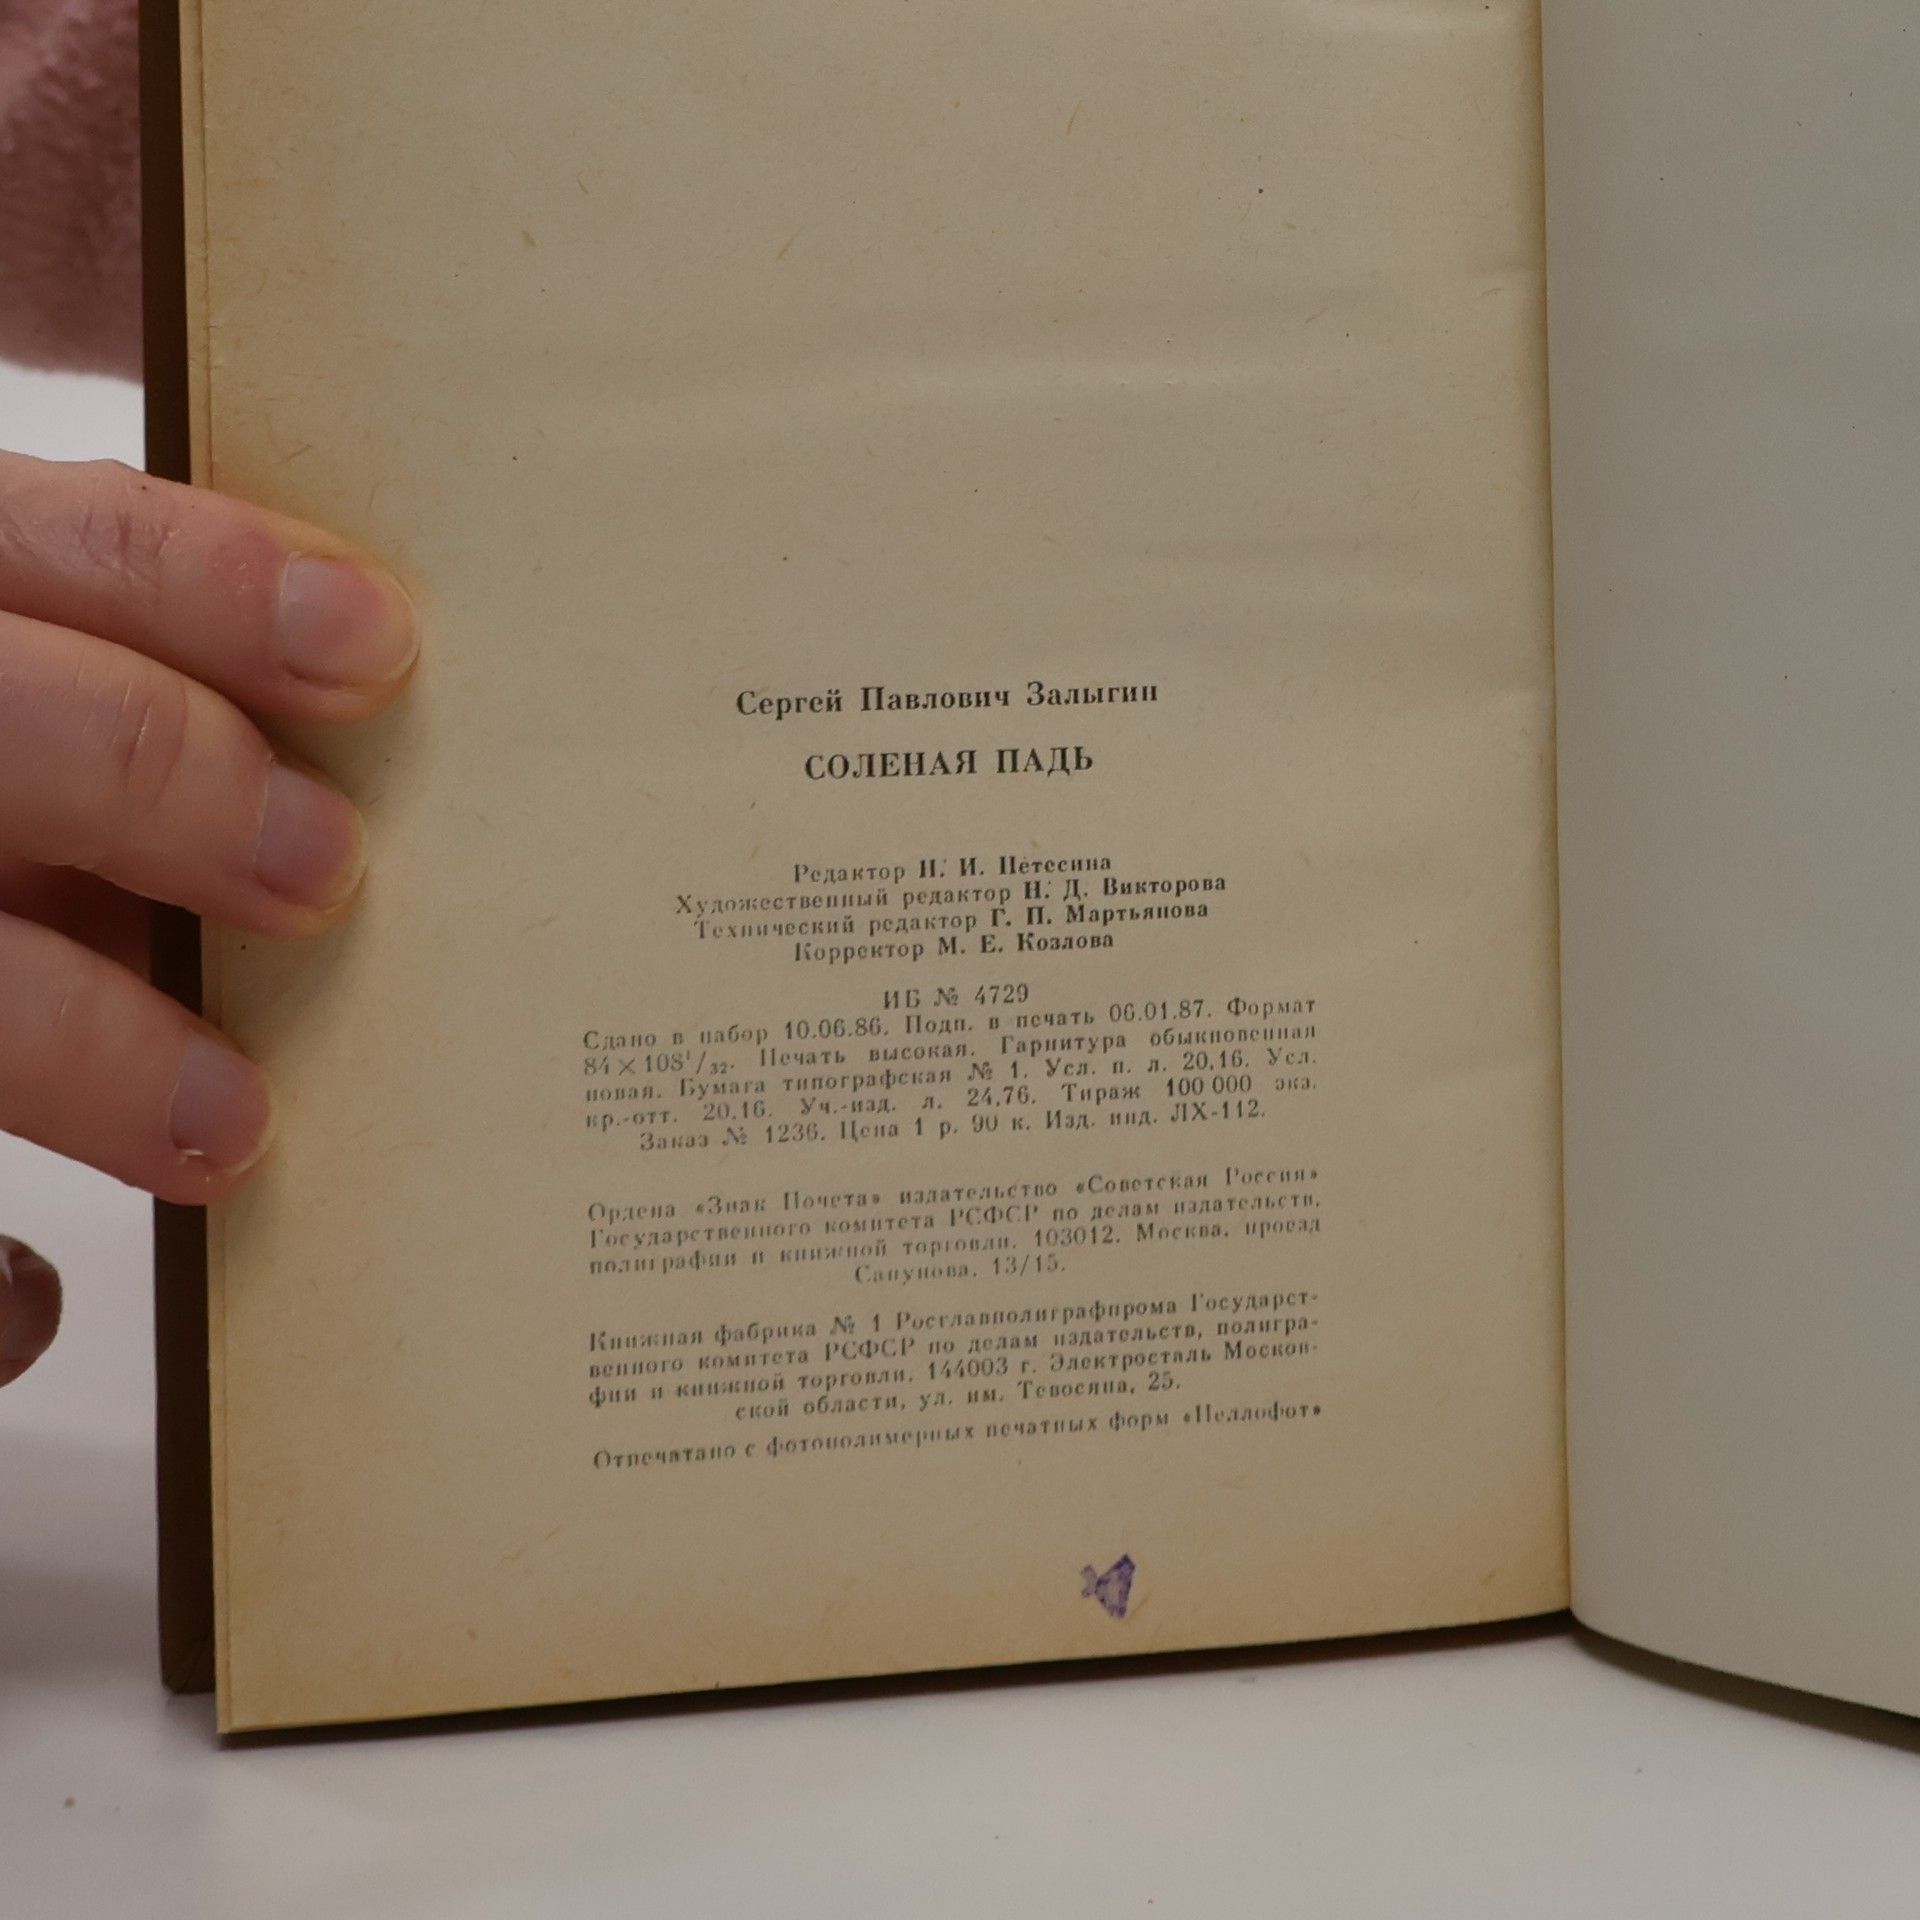 Сергей Павлович Залыгин
СОЛЕНАЯ ПАДЬ
Редактор Н. И. Петесина
Художественный редактор Н. Д. Викторова
Технический редактор Г. П. Мартьянова
Корректор М. Е. Козлова
ИБ № 4729
Сдано в набор 10.06.86. Подп. в печать 06.01.87. Формат
84×108¹/₃₂. Печать высокая. Гарнитура обыкновенная
новая. Бумага типографская № 1. Усл. п. л. 20,16. Усл.
кр.-отт. 20,16. Уч.-изд. л. 24,76. Тираж 100 000 экз.
Заказ № 1236. Цена 1 р. 90 к. Изд. инд. ЛХ-112.
Ордена «Знак Почета» издательство «Советская Россия»
Государственного комитета РСФСР по делам издательств,
полиграфии и книжной торговли. 103012. Москва, проезд
Сапунова, 13/15.
Книжная фабрика № 1 Росглавполиграфпрома Государст-
венного комитета РСФСР по делам издательств, полигра-
фии и книжной торговли. 144003 г. Электросталь Москов-
ской области, ул. им. Тевосяна, 25.
Отпечатано с фотополимерных печатных форм «Целлофот»